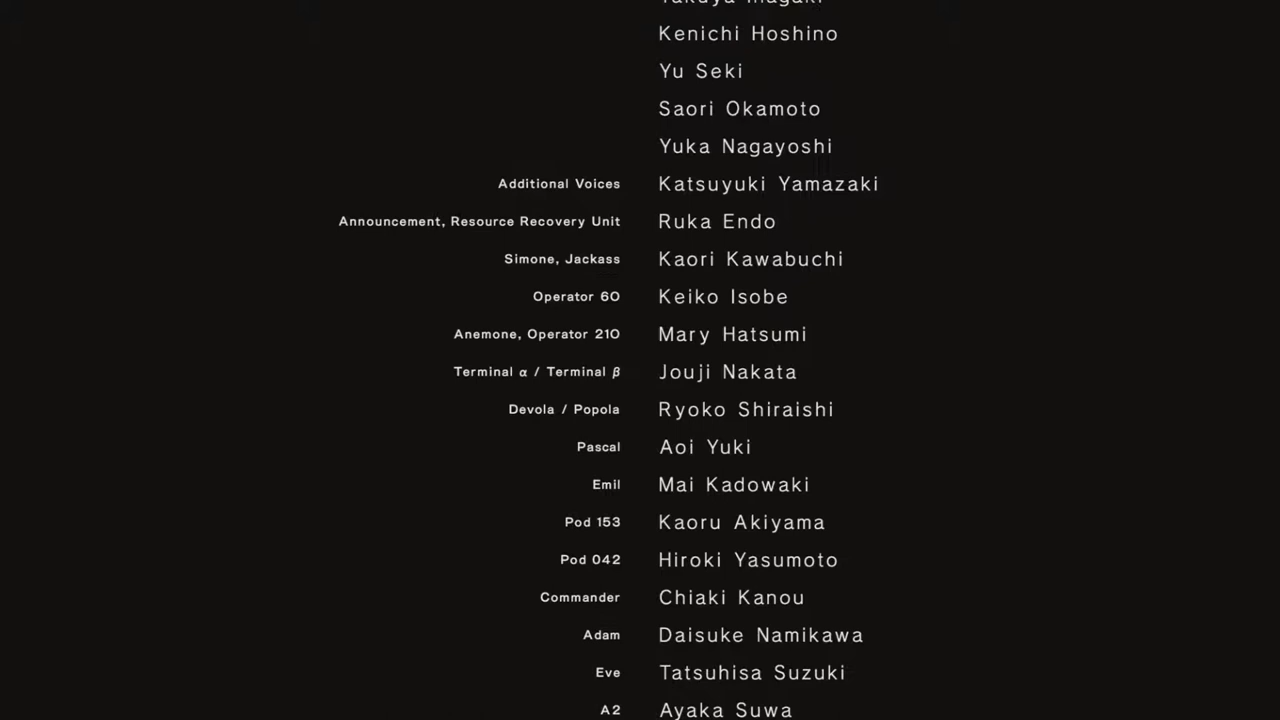 Kenichi Hoshino
Yu Seki
Saori Okamoto
Yuka Nagayoshi
Additional Voices Katsuyuki Yamazaki
Announcement, Resource Recovery Unit Ruka Endo
Simone, Jackass Kaori Kawabuchi
Operator 6O Keiko Isobe
Anemone, Operator 21O Mary Hatsumi
Terminal α / Terminal β Jouji Nakata
Devola / Popola Ryoko Shiraishi
Pascal Aoi Yuki
Emil Mai Kadowaki
Pod 153 Kaoru Akiyama
Pod 042 Hiroki Yasumoto
Commander Chiaki Kanou
Adam Daisuke Namikawa
Eve Tatsuhisa Suzuki
A2 Ayaka Suwa